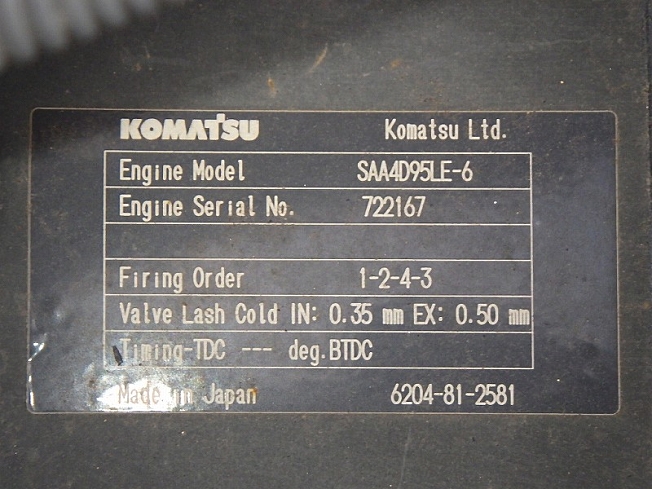 KOMATSU Komatsu Ltd.
Engine Model SAA4D95LE-6
Engine Serial No. 722167
Firing Order 1-2-4-3
Valve Lash Cold IN: 0.35 mm EX: 0.50 mm
Timing-TDC --- deg.BTDC
Made in Japan 6204-81-2581